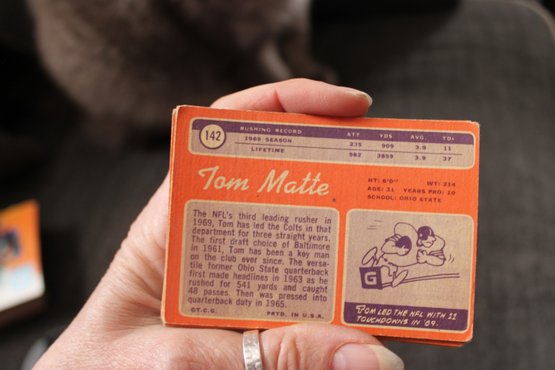 142
RUSHING RECORD ATT YDS AVG. TDs
1969 SEASON 235 909 3.9 11
LIFETIME 982 3859 3.9 37
Tom Matte
HT: 6'0" WT: 214
AGE: 31 YEARS PRO: 10
SCHOOL: OHIO STATE
The NFL's third leading rusher in
1969, Tom has led the Colts in that
department for three straight years.
The first draft choice of Baltimore
in 1961, Tom has been a key man
on the club ever since. The versa-
tile former Ohio State quarterback
first made headlines in 1963 as he
rushed for 541 yards and caught
48 passes. Then was pressed into
quarterback duty in 1965.
©T.C.G. PRTD. IN U.S.A.
G
TOM LED THE NFL WITH 11
TOUCHDOWNS IN '69.